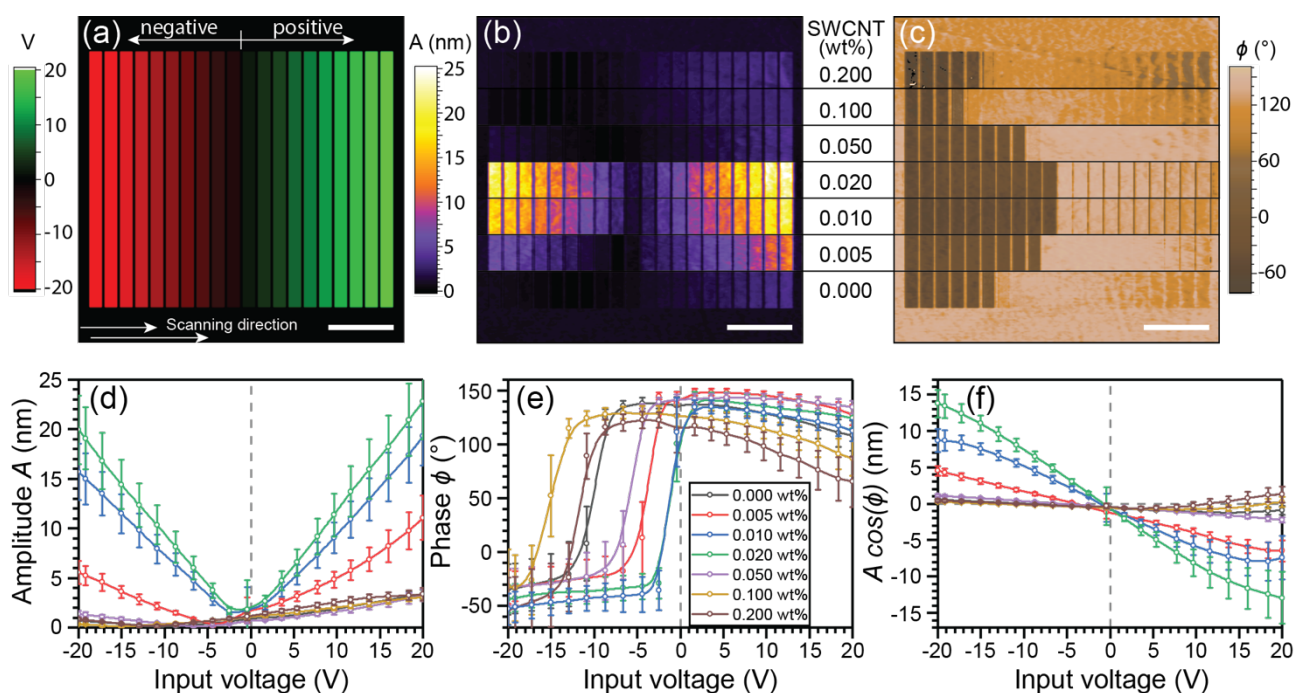 V
20
10
0
-10
-20
(a)
negative
positive
Scanning direction
A (nm)
25
20
15
10
5
0
(b)
SWCNT
(wt%)
0.200
0.100
0.050
0.020
0.010
0.005
0.000
(c)
ϕ (°)
120
60
0
-60
(d)
Amplitude A (nm)
25
20
15
10
5
0
-20 -15 -10 -5 0 5 10 15 20
Input voltage (V)
(e)
Phase ϕ (°)
150
100
50
0
-50
0.000 wt%
0.005 wt%
0.010 wt%
0.020 wt%
0.050 wt%
0.100 wt%
0.200 wt%
-20 -15 -10 -5 0 5 10 15 20
Input voltage (V)
(f)
A cos(ϕ) (nm)
15
10
5
0
-5
-10
-15
-20 -15 -10 -5 0 5 10 15 20
Input voltage (V)